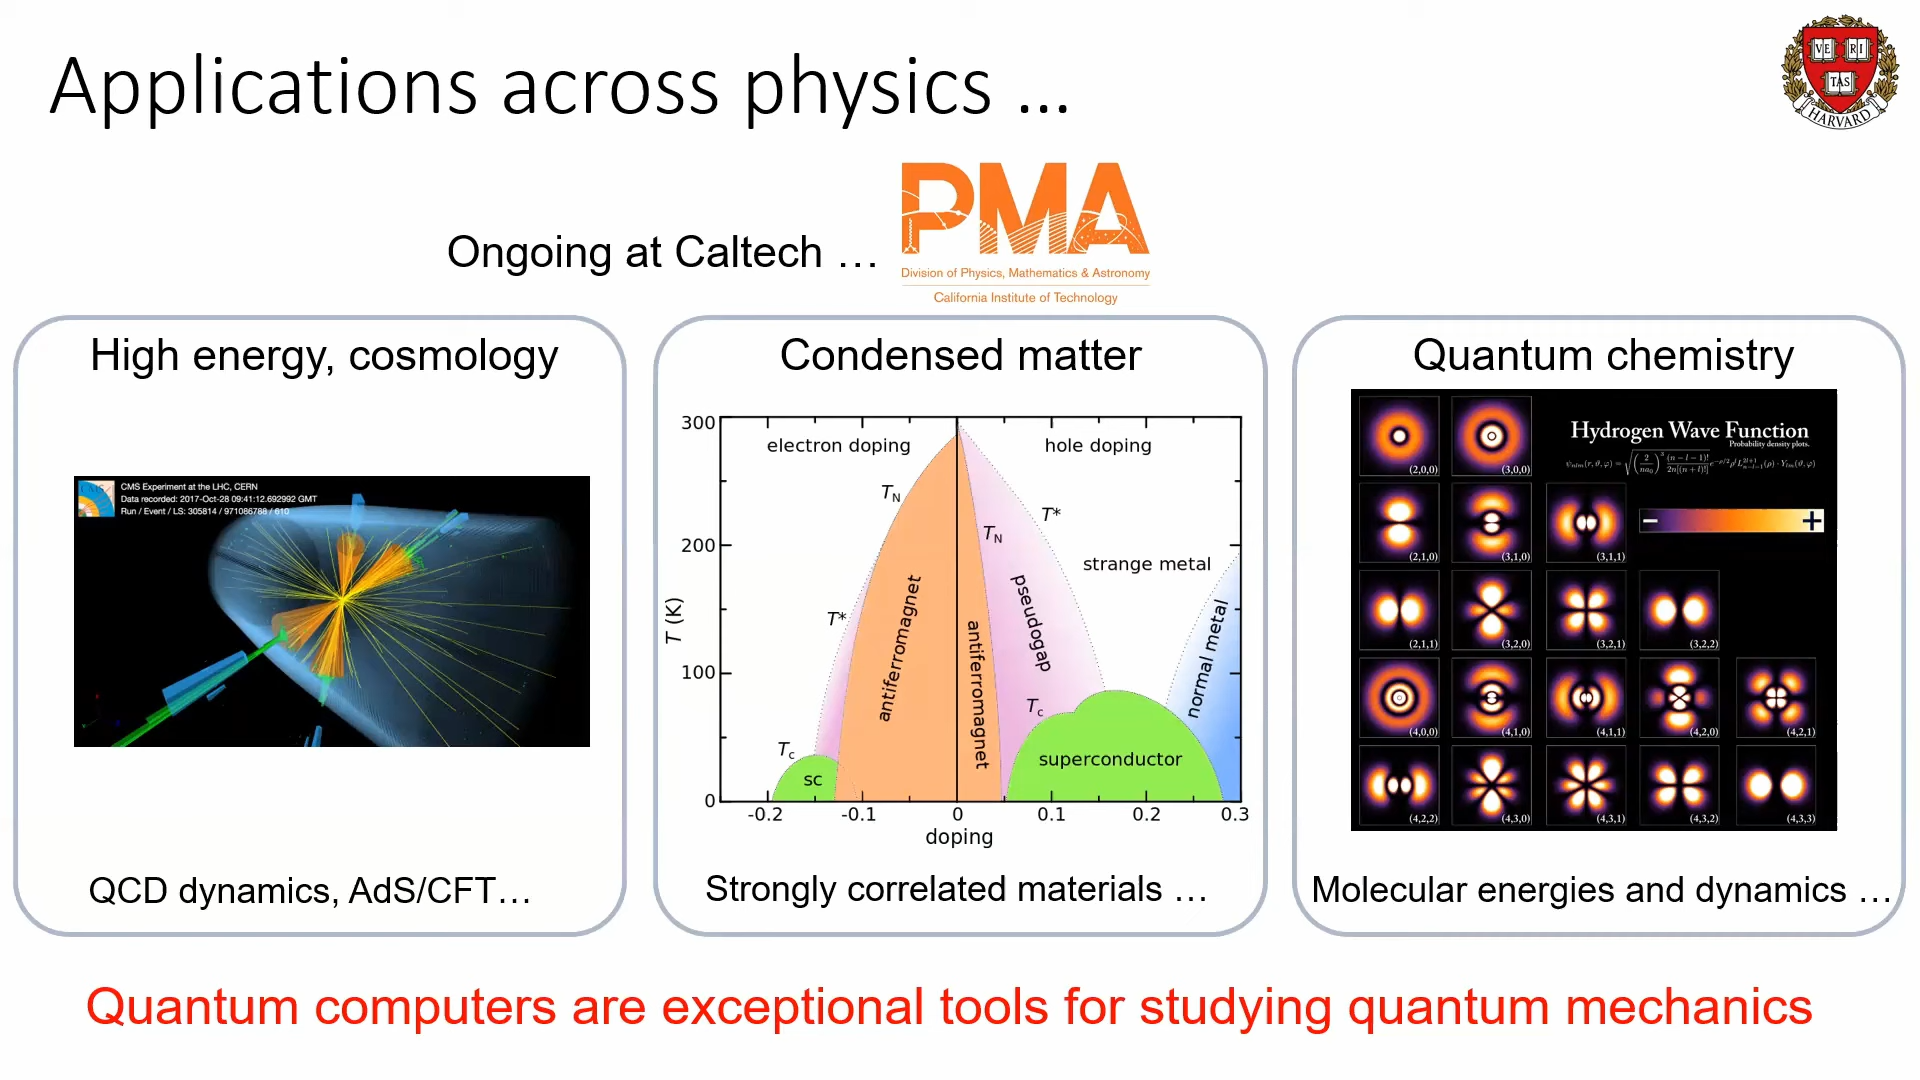 Applications across physics ...
VE RI
TAS
HARVARD
PMA
Ongoing at Caltech …
Division of Physics, Mathematics & Astronomy
California Institute of Technology
High energy, cosmology
CMS Experiment at the LHC, CERN
Data recorded: 2017-Oct-28 09:41:12.692992 GMT
Run / Event / LS: 305814 / 971086788 / 610
QCD dynamics, AdS/CFT…
Condensed matter
300
electron doping
hole doping
T_N
T*
T_N
200
strange metal
T*
antiferromagnet
antiferromagnet
pseudogap
normal metal
T (K)
100
T_c
T_c
superconductor
sc
0
-0.2 -0.1 0 0.1 0.2 0.3
doping
Strongly correlated materials …
Quantum chemistry
Hydrogen Wave Function
Probability density plots.
(2,0,0) (3,0,0)
− +
(2,1,0) (3,1,0) (3,1,1)
(2,1,1) (3,2,0) (3,2,1) (3,2,2)
(4,0,0) (4,1,0) (4,1,1) (4,2,0) (4,2,1)
(4,2,2) (4,3,0) (4,3,1) (4,3,2) (4,3,3)
Molecular energies and dynamics …
Quantum computers are exceptional tools for studying quantum mechanics